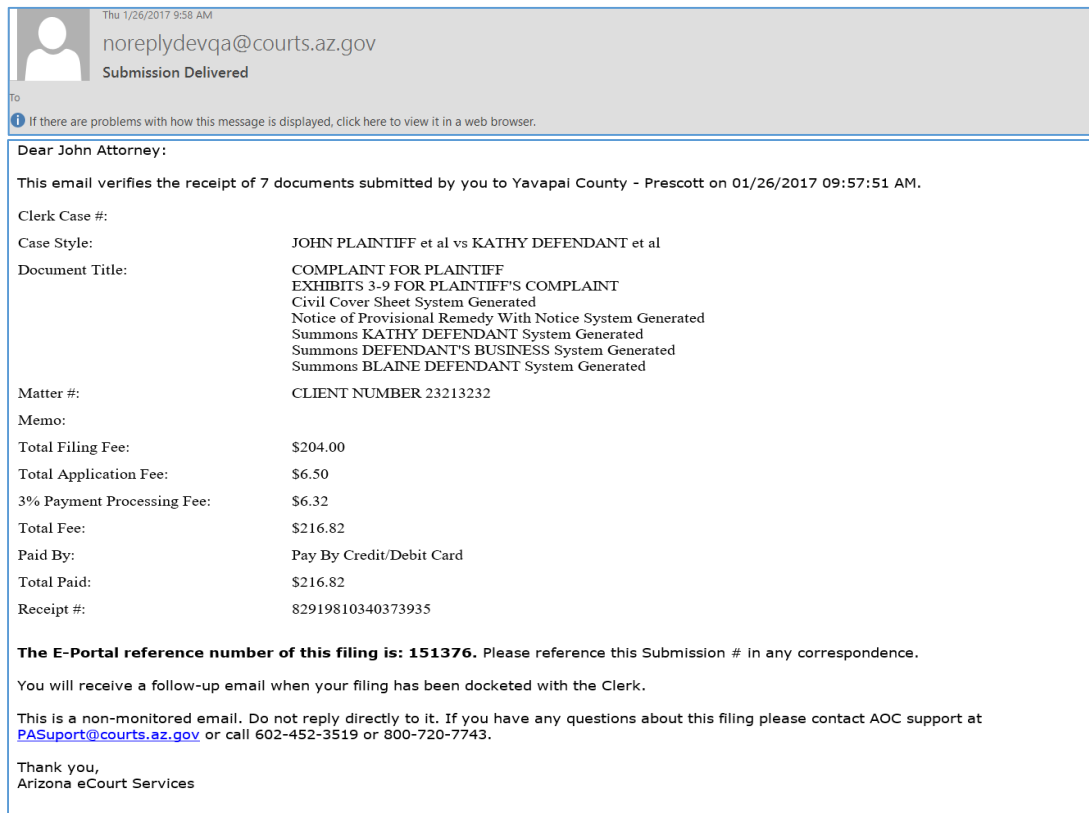 Thu 1/26/2017 9:58 AM
noreplydevqa@courts.az.gov
Submission Delivered
To
If there are problems with how this message is displayed, click here to view it in a web browser.
Dear John Attorney:
This email verifies the receipt of 7 documents submitted by you to Yavapai County - Prescott on 01/26/2017 09:57:51 AM.
Clerk Case #:
Case Style: JOHN PLAINTIFF et al vs KATHY DEFENDANT et al
Document Title: COMPLAINT FOR PLAINTIFF
EXHIBITS 3-9 FOR PLAINTIFF'S COMPLAINT
Civil Cover Sheet System Generated
Notice of Provisional Remedy With Notice System Generated
Summons KATHY DEFENDANT System Generated
Summons DEFENDANT'S BUSINESS System Generated
Summons BLAINE DEFENDANT System Generated
Matter #: CLIENT NUMBER 23213232
Memo:
Total Filing Fee: $204.00
Total Application Fee: $6.50
3% Payment Processing Fee: $6.32
Total Fee: $216.82
Paid By: Pay By Credit/Debit Card
Total Paid: $216.82
Receipt #: 82919810340373935
The E-Portal reference number of this filing is: 151376. Please reference this Submission # in any correspondence.
You will receive a follow-up email when your filing has been docketed with the Clerk.
This is a non-monitored email. Do not reply directly to it. If you have any questions about this filing please contact AOC support at
PASuport@courts.az.gov or call 602-452-3519 or 800-720-7743.
Thank you,
Arizona eCourt Services